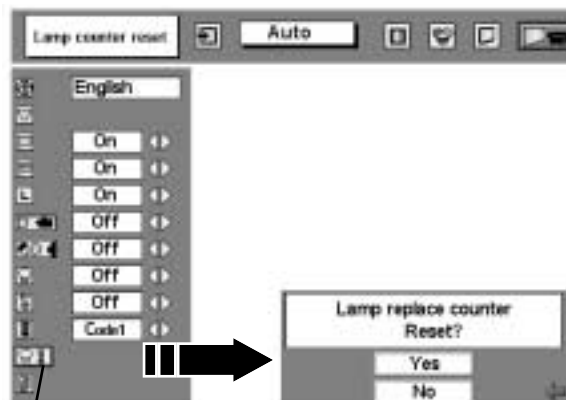 Lamp counter reset
Auto
English
On
On
On
Off
Off
Off
Off
Code1
Lamp replace counter
Reset?
Yes
No